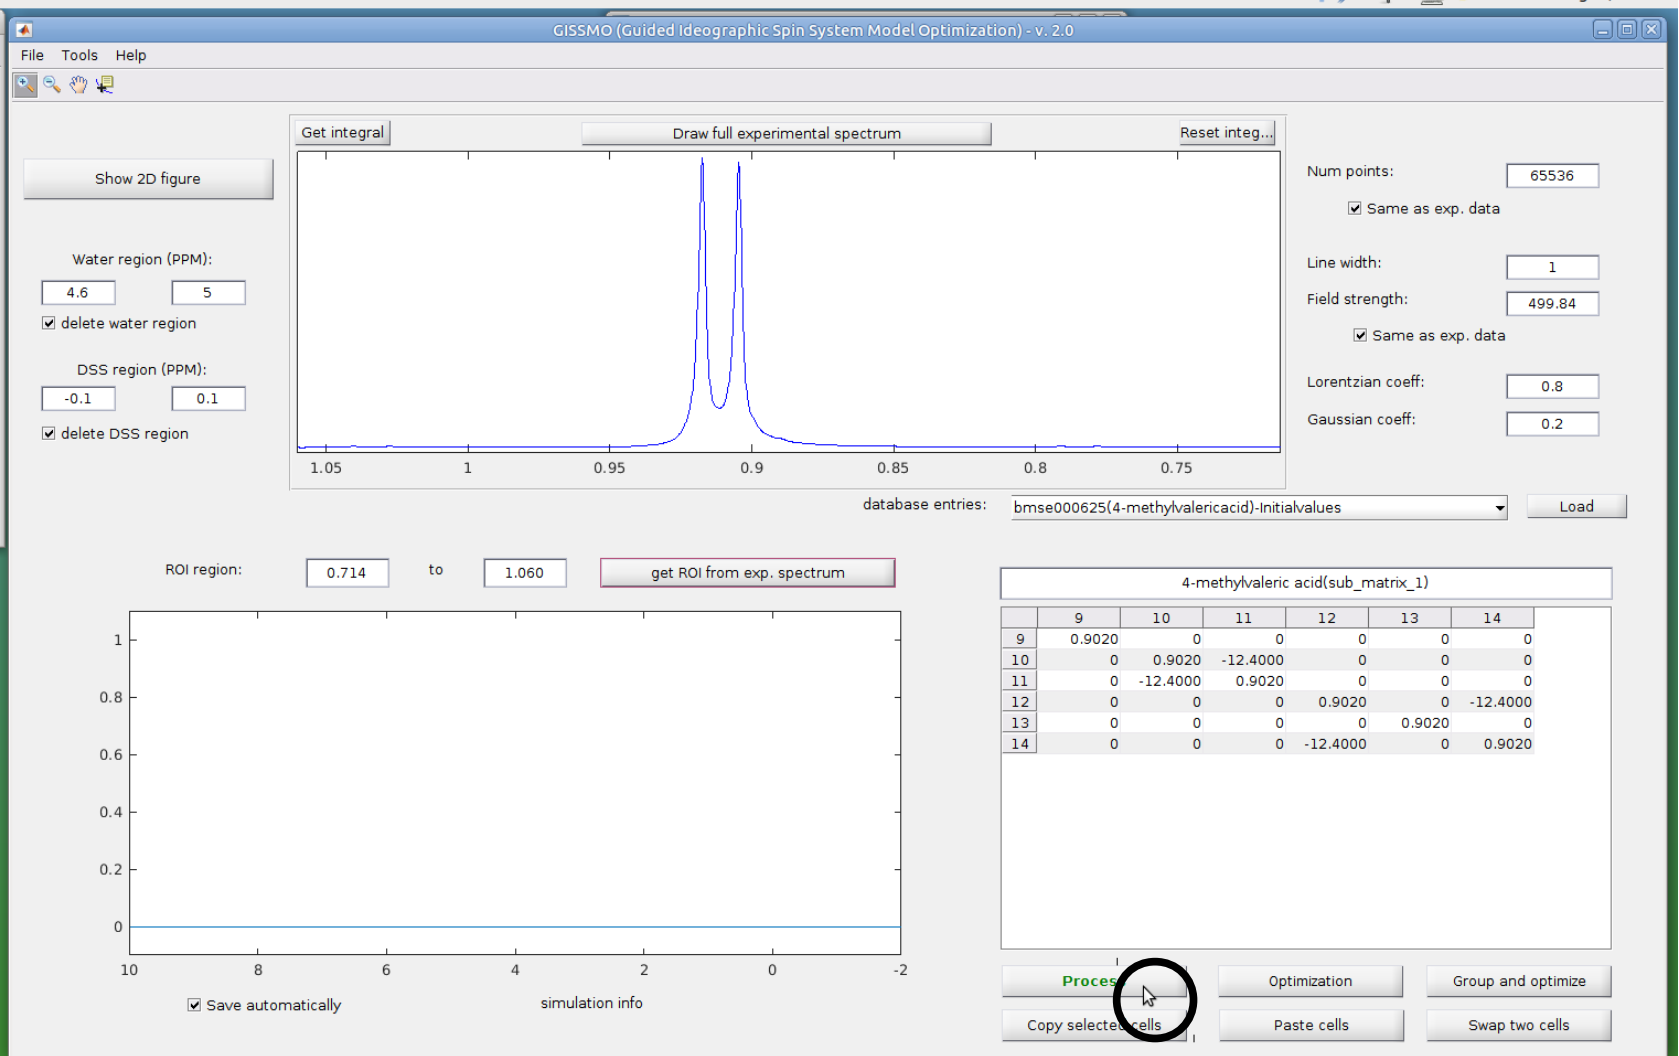 GISSMO (Guided Ideographic Spin System Model Optimization) - v. 2.0
File Tools Help
Get integral Draw full experimental spectrum Reset integ...
Show 2D figure
Water region (PPM):
4.6 5
delete water region
DSS region (PPM):
-0.1 0.1
delete DSS region
1.05 1 0.95 0.9 0.85 0.8 0.75
Num points: 65536
Same as exp. data
Line width: 1
Field strength: 499.84
Same as exp. data
Lorentzian coeff: 0.8
Gaussian coeff: 0.2
database entries: bmse000625(4-methylvalericacid)-Initialvalues Load
ROI region: 0.714 to 1.060 get ROI from exp. spectrum
1
0.8
0.6
0.4
0.2
0
10 8 6 4 2 0 -2
Save automatically simulation info
4-methylvaleric acid(sub_matrix_1)
9 10 11 12 13 14
9 0.9020 0 0 0 0 0
10 0 0.9020 -12.4000 0 0 0
11 0 -12.4000 0.9020 0 0 0
12 0 0 0 0.9020 0 -12.4000
13 0 0 0 0 0.9020 0
14 0 0 0 -12.4000 0 0.9020
Process Optimization Group and optimize
Copy selected cells Paste cells Swap two cells